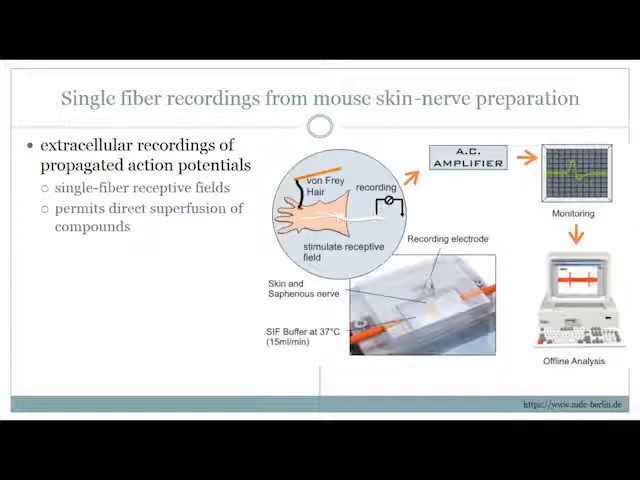 Single fiber recordings from mouse skin-nerve preparation
• extracellular recordings of
propagated action potentials
○ single-fiber receptive fields
○ permits direct superfusion of
compounds
von Frey
Hair
recording
stimulate receptive
field
A.C.
AMPLIFIER
Monitoring
Recording electrode
Skin and
Saphenous nerve
SIF Buffer at 37°C
(15ml/min)
Offline Analysis
https://www.mdc-berlin.de